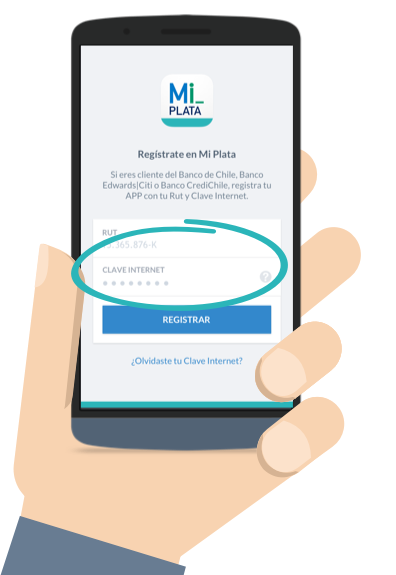 Mi_
PLATA
Regístrate en Mi Plata
Si eres cliente del Banco de Chile, Banco
Edwards|Citi o Banco CrediChile, registra tu
APP con tu Rut y Clave Internet.
RUT
.365.876-K
CLAVE INTERNET
?
REGISTRAR
¿Olvidaste tu Clave Internet?